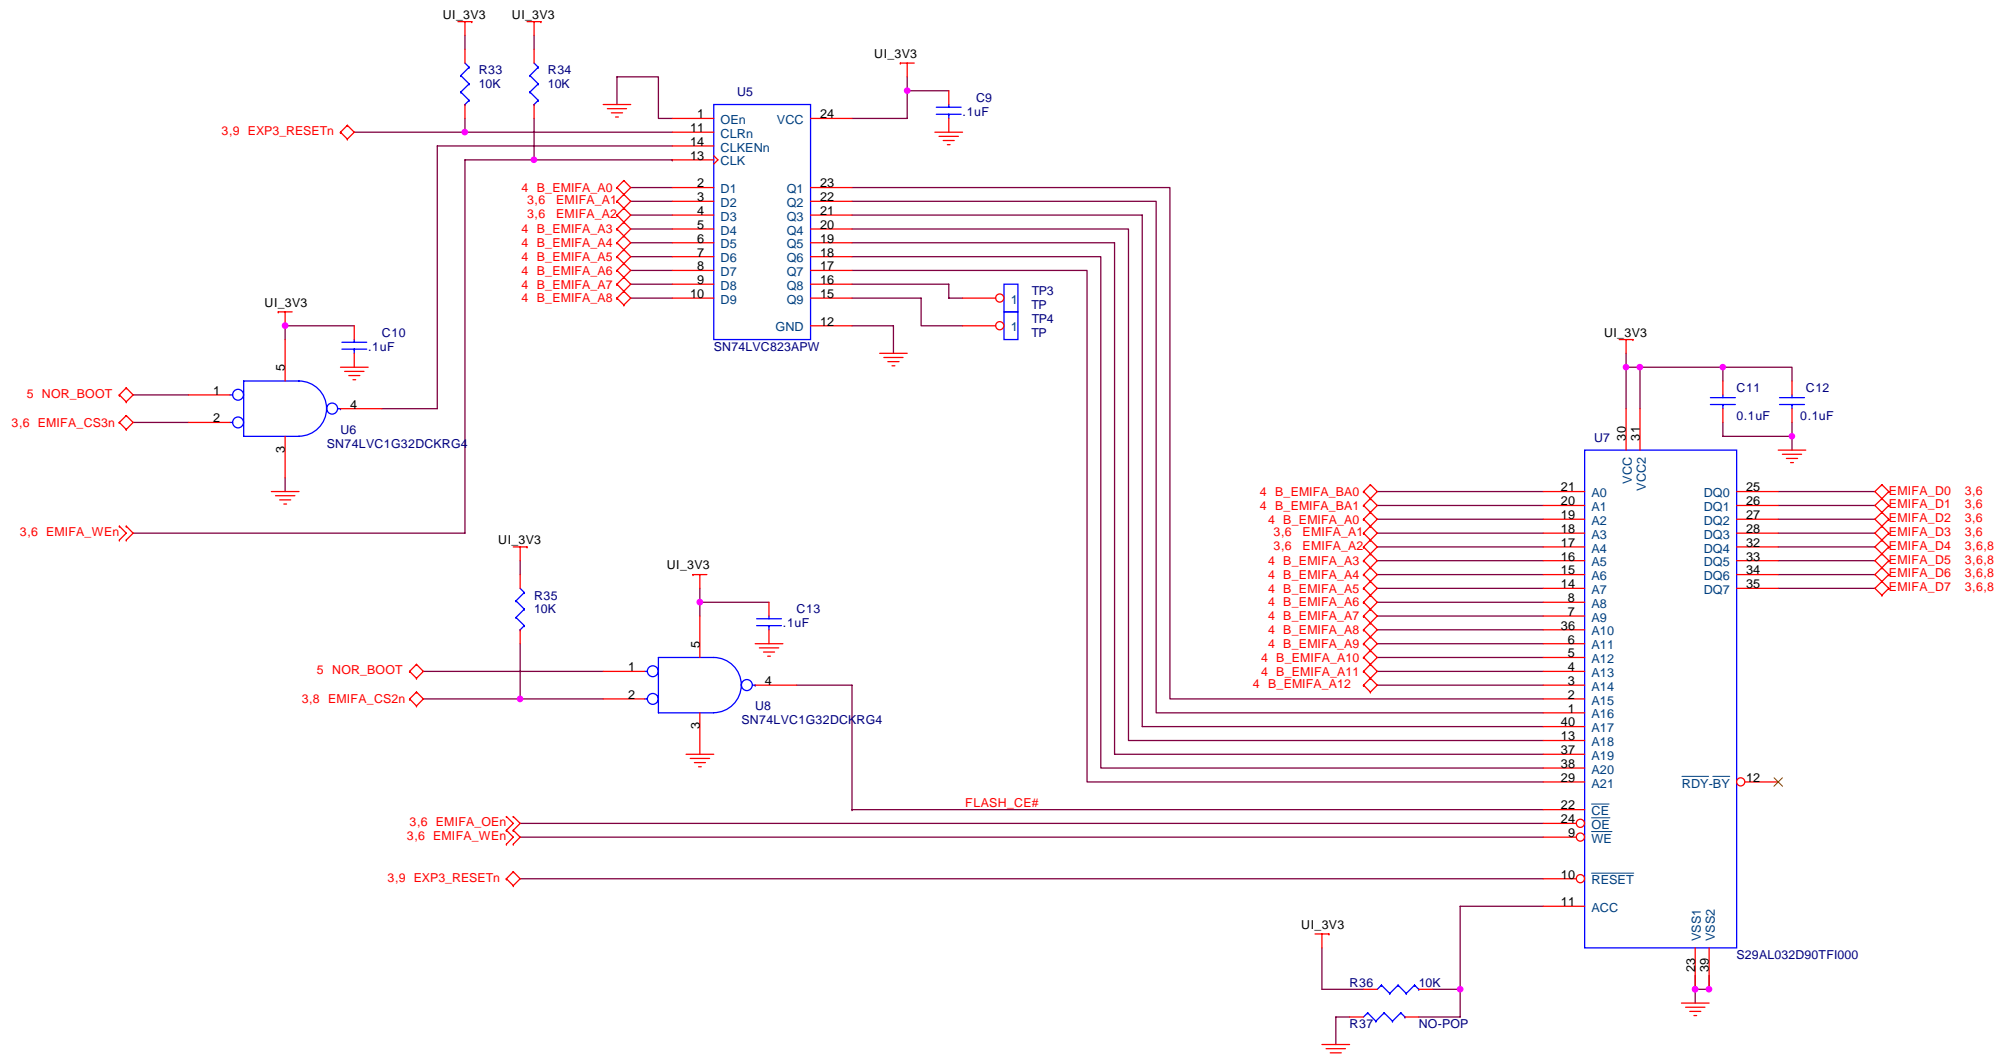 UI_3V3 UI_3V3
R33
10K
R34
10K
UI_3V3
C9
.1uF
U5
3,9 EXP3_RESETn
1 OEn
11 CLRn
14 CLKENn
13 CLK
VCC 24
4 B_EMIFA_A0 2 D1 Q1 23
3,6 EMIFA_A1 3 D2 Q2 22
3,6 EMIFA_A2 4 D3 Q3 21
4 B_EMIFA_A3 5 D4 Q4 20
4 B_EMIFA_A4 6 D5 Q5 19
4 B_EMIFA_A5 7 D6 Q6 18
4 B_EMIFA_A6 8 D7 Q7 17
4 B_EMIFA_A7 9 D8 Q8 16
4 B_EMIFA_A8 10 D9 Q9 15
GND 12
SN74LVC823APW
1 TP3
TP
1 TP4
TP
UI_3V3
C10
.1uF
5
5 NOR_BOOT 1
3,6 EMIFA_CS3n 2
4
3
U6
SN74LVC1G32DCKRG4
3,6 EMIFA_WEn
UI_3V3
R35
10K
UI_3V3
C13
.1uF
5
5 NOR_BOOT 1
3,8 EMIFA_CS2n 2
4
3
U8
SN74LVC1G32DCKRG4
FLASH_CE#
3,6 EMIFA_OEn
3,6 EMIFA_WEn
3,9 EXP3_RESETn
UI_3V3
C11
0.1uF
C12
0.1uF
U7
30 31
VCC VCC2
4 B_EMIFA_BA0 21 A0
4 B_EMIFA_BA1 20 A1
4 B_EMIFA_A0 19 A2
3,6 EMIFA_A1 18 A3
3,6 EMIFA_A2 17 A4
4 B_EMIFA_A3 16 A5
4 B_EMIFA_A4 15 A6
4 B_EMIFA_A5 14 A7
4 B_EMIFA_A6 8 A8
4 B_EMIFA_A7 7 A9
4 B_EMIFA_A8 36 A10
4 B_EMIFA_A9 6 A11
4 B_EMIFA_A10 5 A12
4 B_EMIFA_A11 4 A13
4 B_EMIFA_A12 3 A14
2 A15
1 A16
40 A17
13 A18
37 A19
38 A20
29 A21
22 CE
24 OE
9 WE
10 RESET
11 ACC
DQ0 25 EMIFA_D0 3,6
DQ1 26 EMIFA_D1 3,6
DQ2 27 EMIFA_D2 3,6
DQ3 28 EMIFA_D3 3,6
DQ4 32 EMIFA_D4 3,6,8
DQ5 33 EMIFA_D5 3,6,8
DQ6 34 EMIFA_D6 3,6,8
DQ7 35 EMIFA_D7 3,6,8
RDY-BY 12
VSS1 VSS2
23 39
S29AL032D90TFI000
UI_3V3
R36 10K
R37 NO-POP